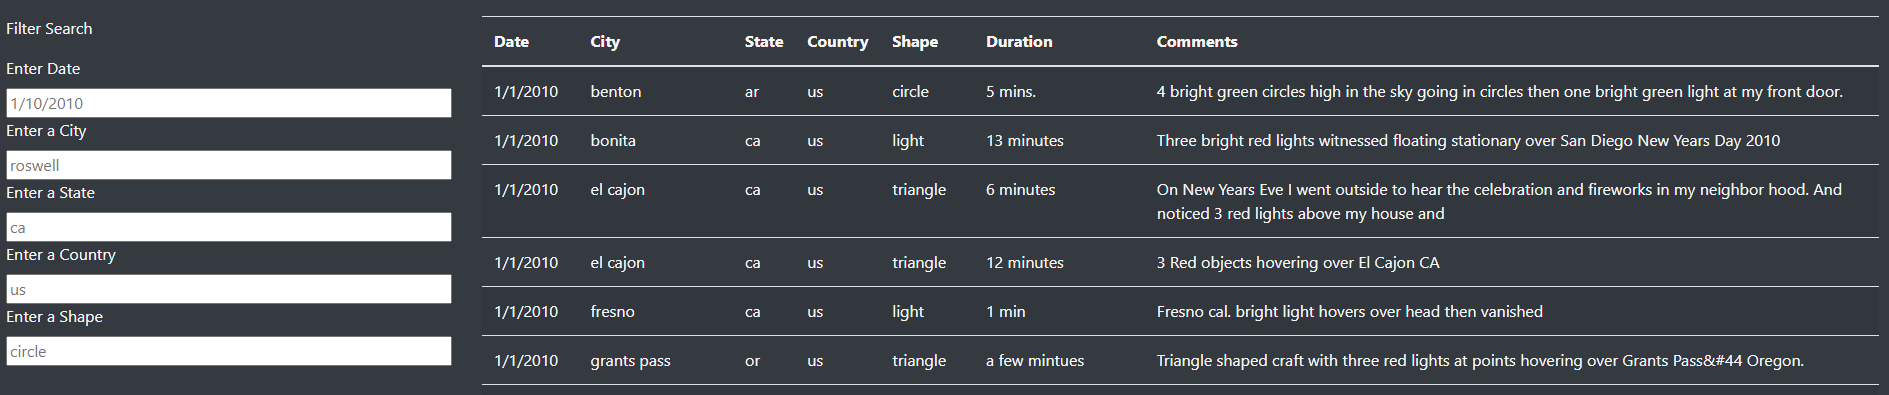 Filter Search
Enter Date
1/10/2010
Enter a City
roswell
Enter a State
ca
Enter a Country
us
Enter a Shape
circle
Date City State Country Shape Duration Comments
1/1/2010 benton ar us circle 5 mins. 4 bright green circles high in the sky going in circles then one bright green light at my front door.
1/1/2010 bonita ca us light 13 minutes Three bright red lights witnessed floating stationary over San Diego New Years Day 2010
1/1/2010 el cajon ca us triangle 6 minutes On New Years Eve I went outside to hear the celebration and fireworks in my neighbor hood. And
noticed 3 red lights above my house and
1/1/2010 el cajon ca us triangle 12 minutes 3 Red objects hovering over El Cajon CA
1/1/2010 fresno ca us light 1 min Fresno cal. bright light hovers over head then vanished
1/1/2010 grants pass or us triangle a few mintues Triangle shaped craft with three red lights at points hovering over Grants Pass&#44 Oregon.